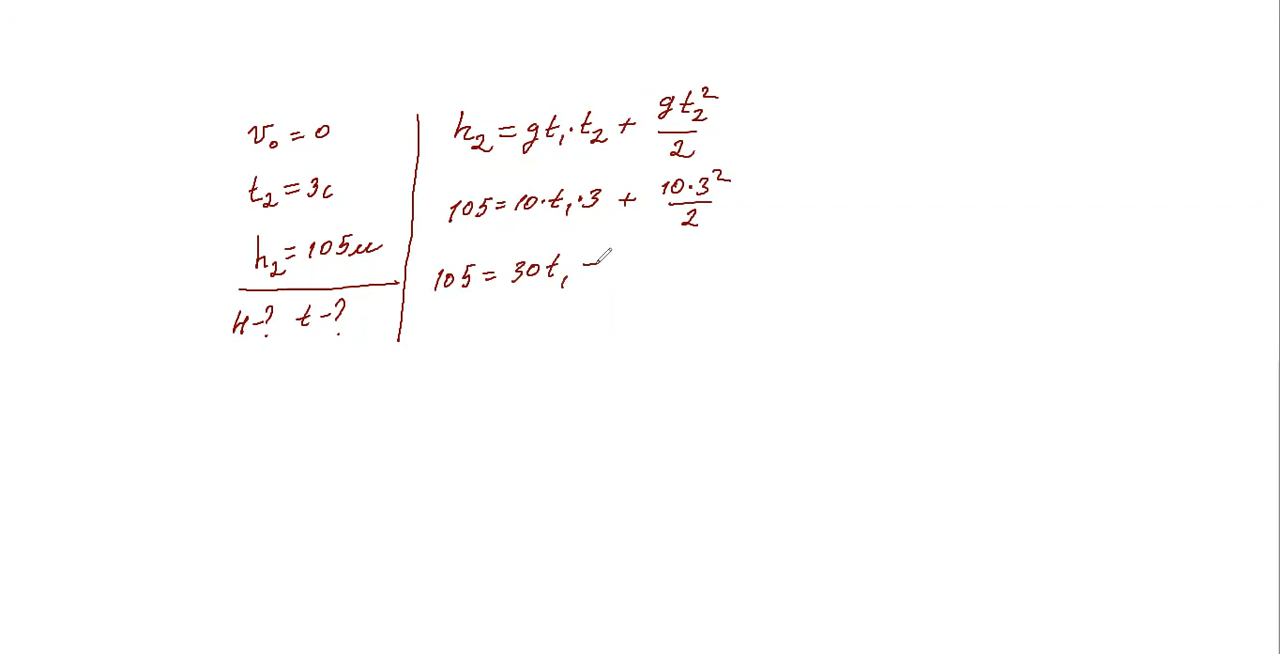 v₀ = 0
t₂ = 3с
h₂ = 105м
H-? t-?
h₂ = gt₁·t₂ + gt₂²/2
105 = 10·t₁·3 + 10·3²/2
105 = 30t₁ -